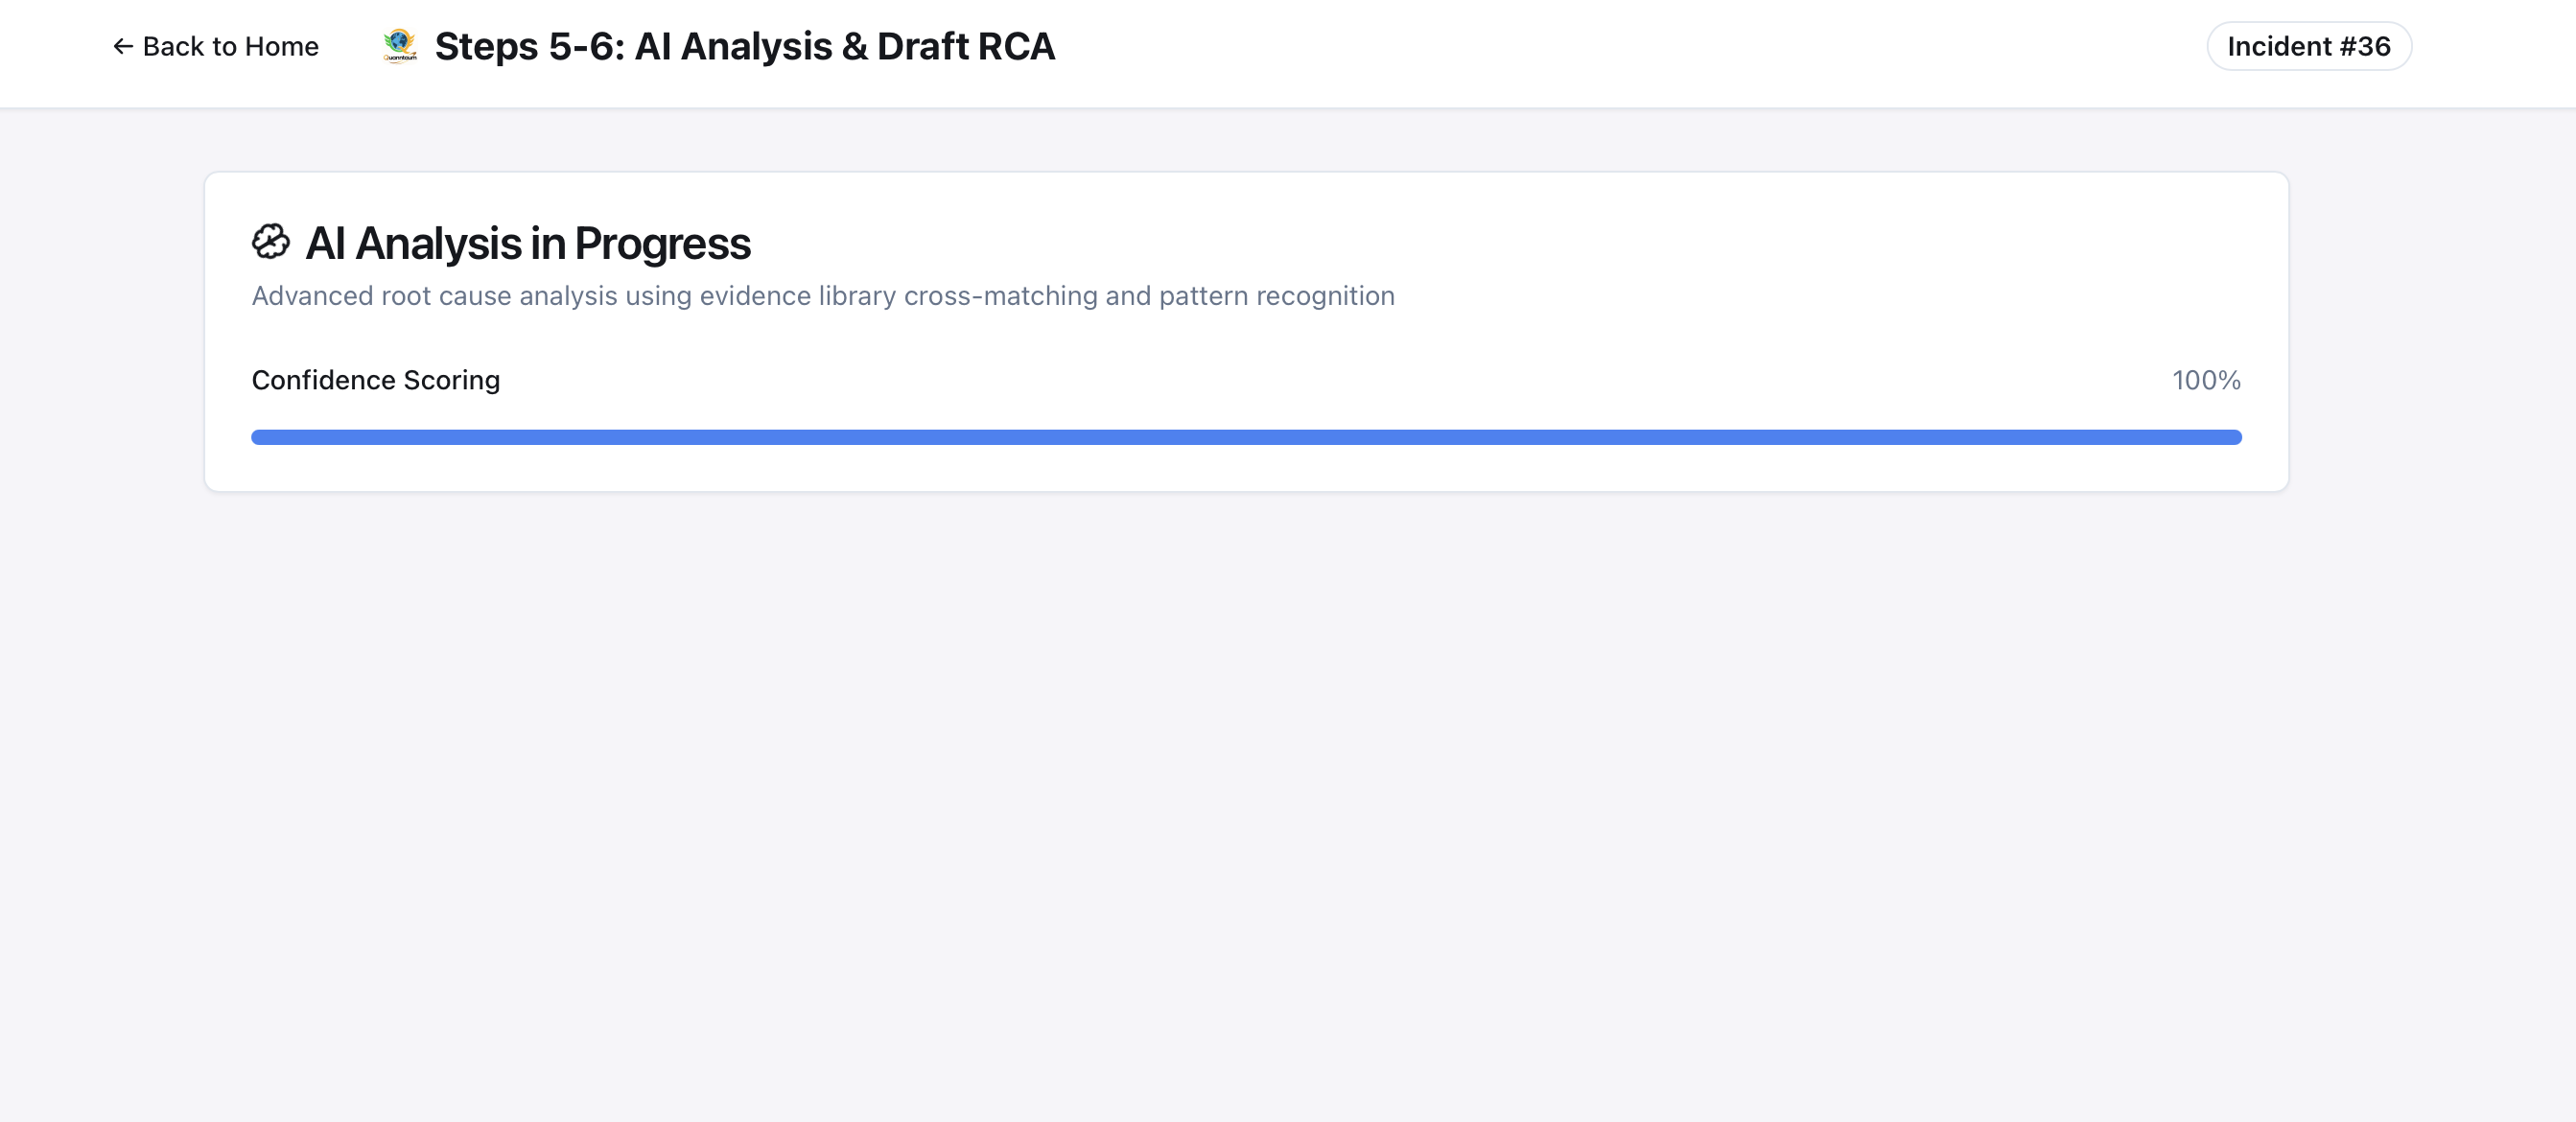 ← Back to Home
Quanntaum
Steps 5-6: AI Analysis & Draft RCA
Incident #36
AI Analysis in Progress
Advanced root cause analysis using evidence library cross-matching and pattern recognition
Confidence Scoring
100%